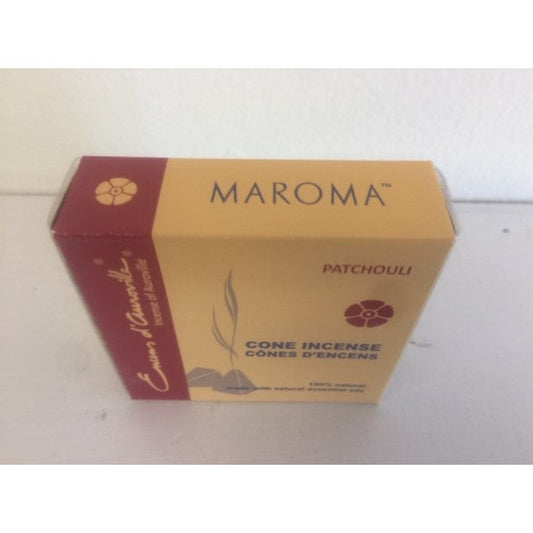 MAROMA™
PATCHOULI
CONE INCENSE
CÔNES D'ENCENS
100% natural
made with natural essential oils
Encens d'Auroville®
Incense of Auroville®